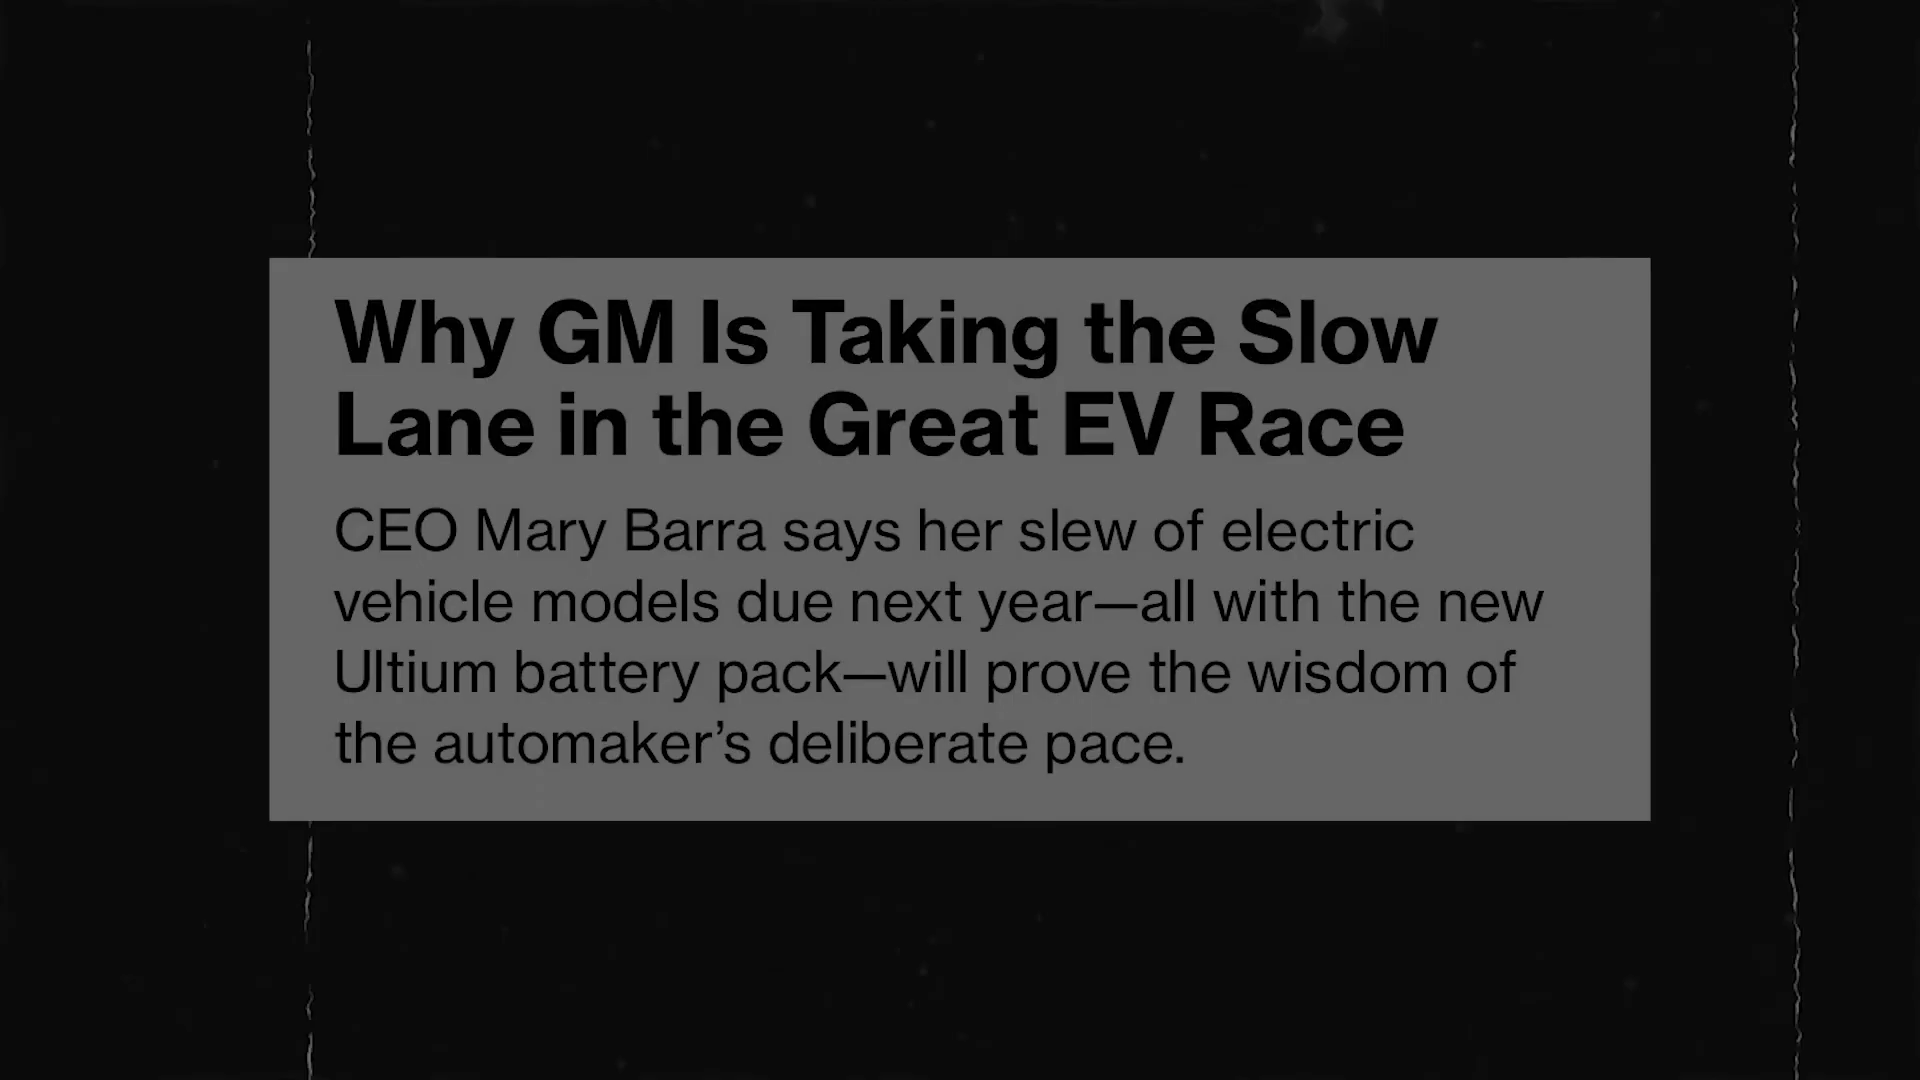 Why GM Is Taking the Slow
Lane in the Great EV Race
CEO Mary Barra says her slew of electric
vehicle models due next year—all with the new
Ultium battery pack—will prove the wisdom of
the automaker’s deliberate pace.